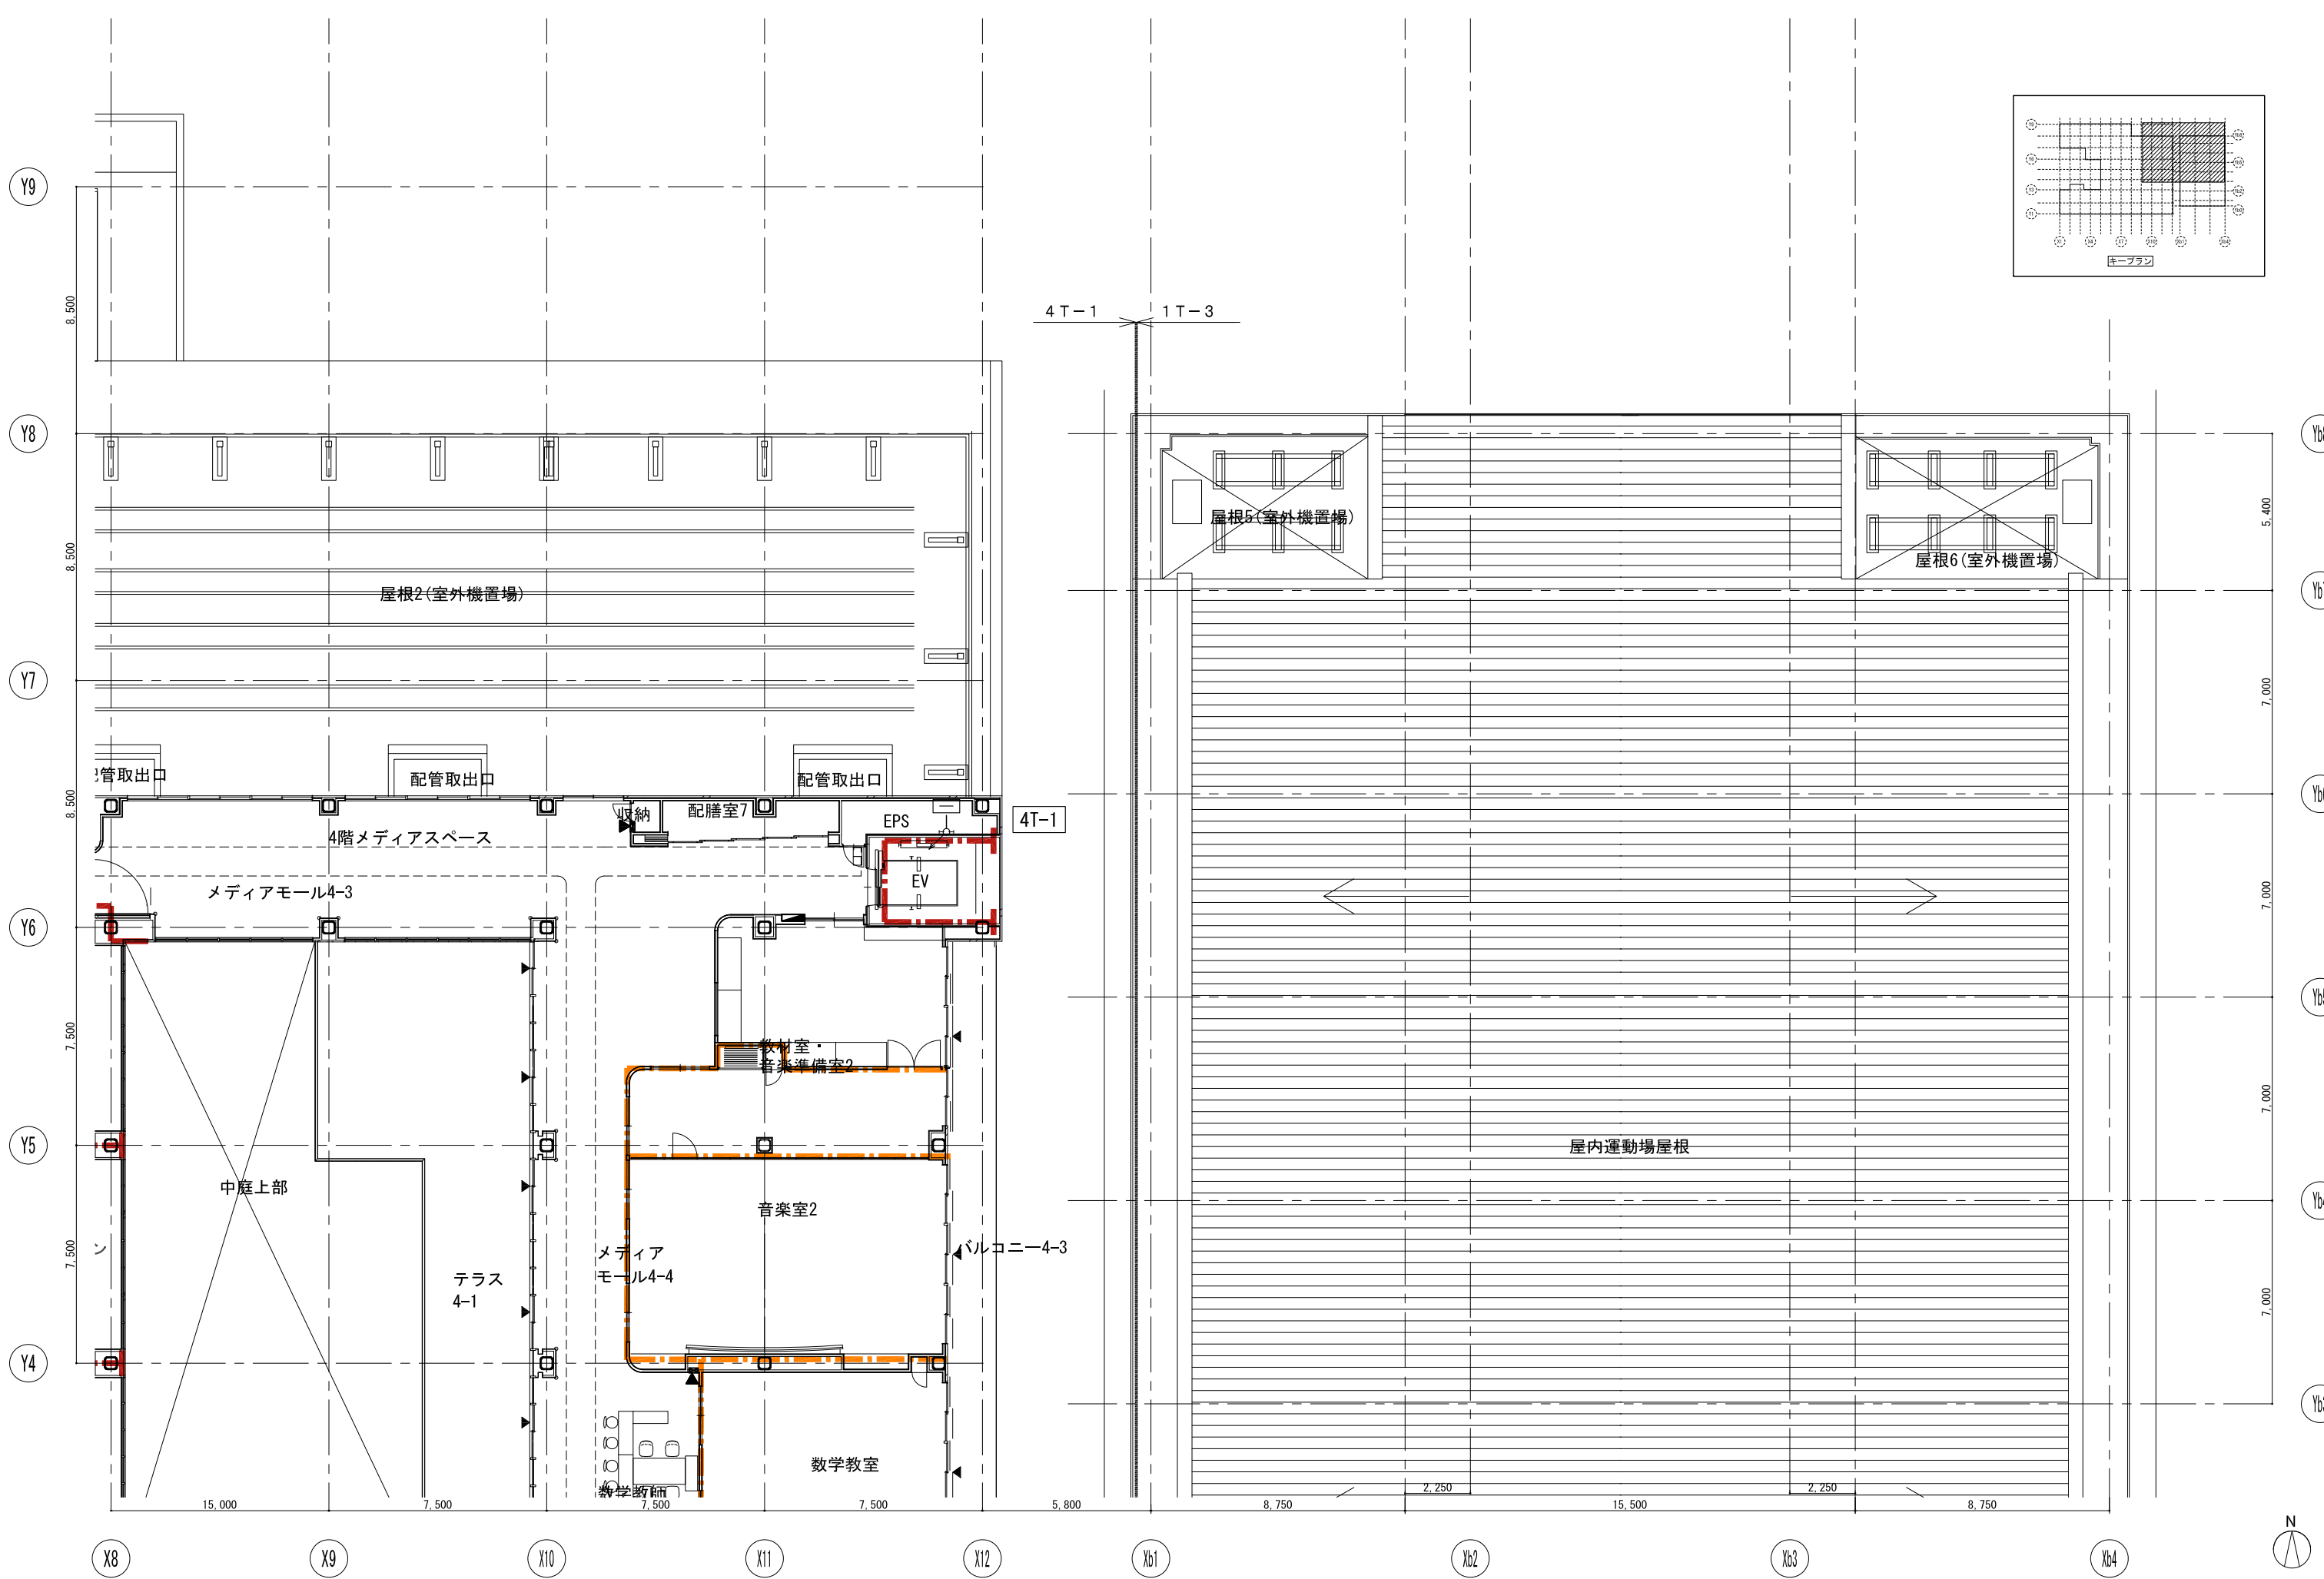 Y9
Y8
Y7
Y6
Y5
Y4
8,500
8,500
8,500
7,500
7,500
キープラン
4T−1
1T−3
屋根2(室外機置場)
屋根5(室外機置場)
屋根6(室外機置場)
配管取出口
配管取出口
管取出口
収納
配膳室7
EPS
4T-1
4階メディアスペース
メディアモール4-3
EV
教材室・
音楽準備室2
屋内運動場屋根
中庭上部
音楽室2
メディア
モール4-4
バルコニー4-3
テラス
4-1
ン
数学教室
数学教師
5,400
7,000
7,000
7,000
7,000
15,000
7,500
7,500
7,500
5,800
8,750
2,250
15,500
2,250
8,750
X8
X9
X10
X11
X12
Xb1
Xb2
Xb3
Xb4
N